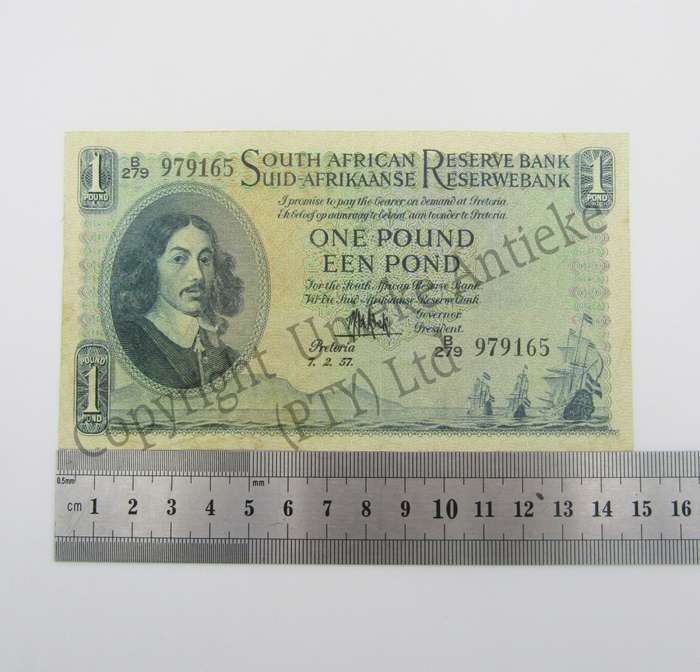 1
POUND
B/279 979165
SOUTH AFRICAN RESERVE BANK
SUID-AFRIKAANSE RESERWEBANK
1
POUND
I promise to pay the bearer on demand at Pretoria
Ek beloof op aanvraag te betaal aan toonder te Pretoria
ONE POUND
EEN POND
For the South African Reserve Bank
Vir die Suid-Afrikaanse Reserwebank
Governor
President.
Pretoria
7. 2. 57.
B/279 979165
POUND
1
POND
Copyright Antieke
(PTY) Ltd
0.5mm
mm
cm 1 2 3 4 5 6 7 8 9 10 11 12 13 14 15 16